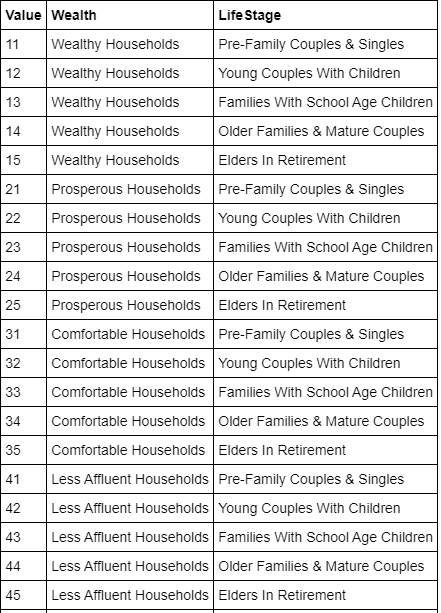 Value Wealth LifeStage
11 Wealthy Households Pre-Family Couples & Singles
12 Wealthy Households Young Couples With Children
13 Wealthy Households Families With School Age Children
14 Wealthy Households Older Families & Mature Couples
15 Wealthy Households Elders In Retirement
21 Prosperous Households Pre-Family Couples & Singles
22 Prosperous Households Young Couples With Children
23 Prosperous Households Families With School Age Children
24 Prosperous Households Older Families & Mature Couples
25 Prosperous Households Elders In Retirement
31 Comfortable Households Pre-Family Couples & Singles
32 Comfortable Households Young Couples With Children
33 Comfortable Households Families With School Age Children
34 Comfortable Households Older Families & Mature Couples
35 Comfortable Households Elders In Retirement
41 Less Affluent Households Pre-Family Couples & Singles
42 Less Affluent Households Young Couples With Children
43 Less Affluent Households Families With School Age Children
44 Less Affluent Households Older Families & Mature Couples
45 Less Affluent Households Elders In Retirement